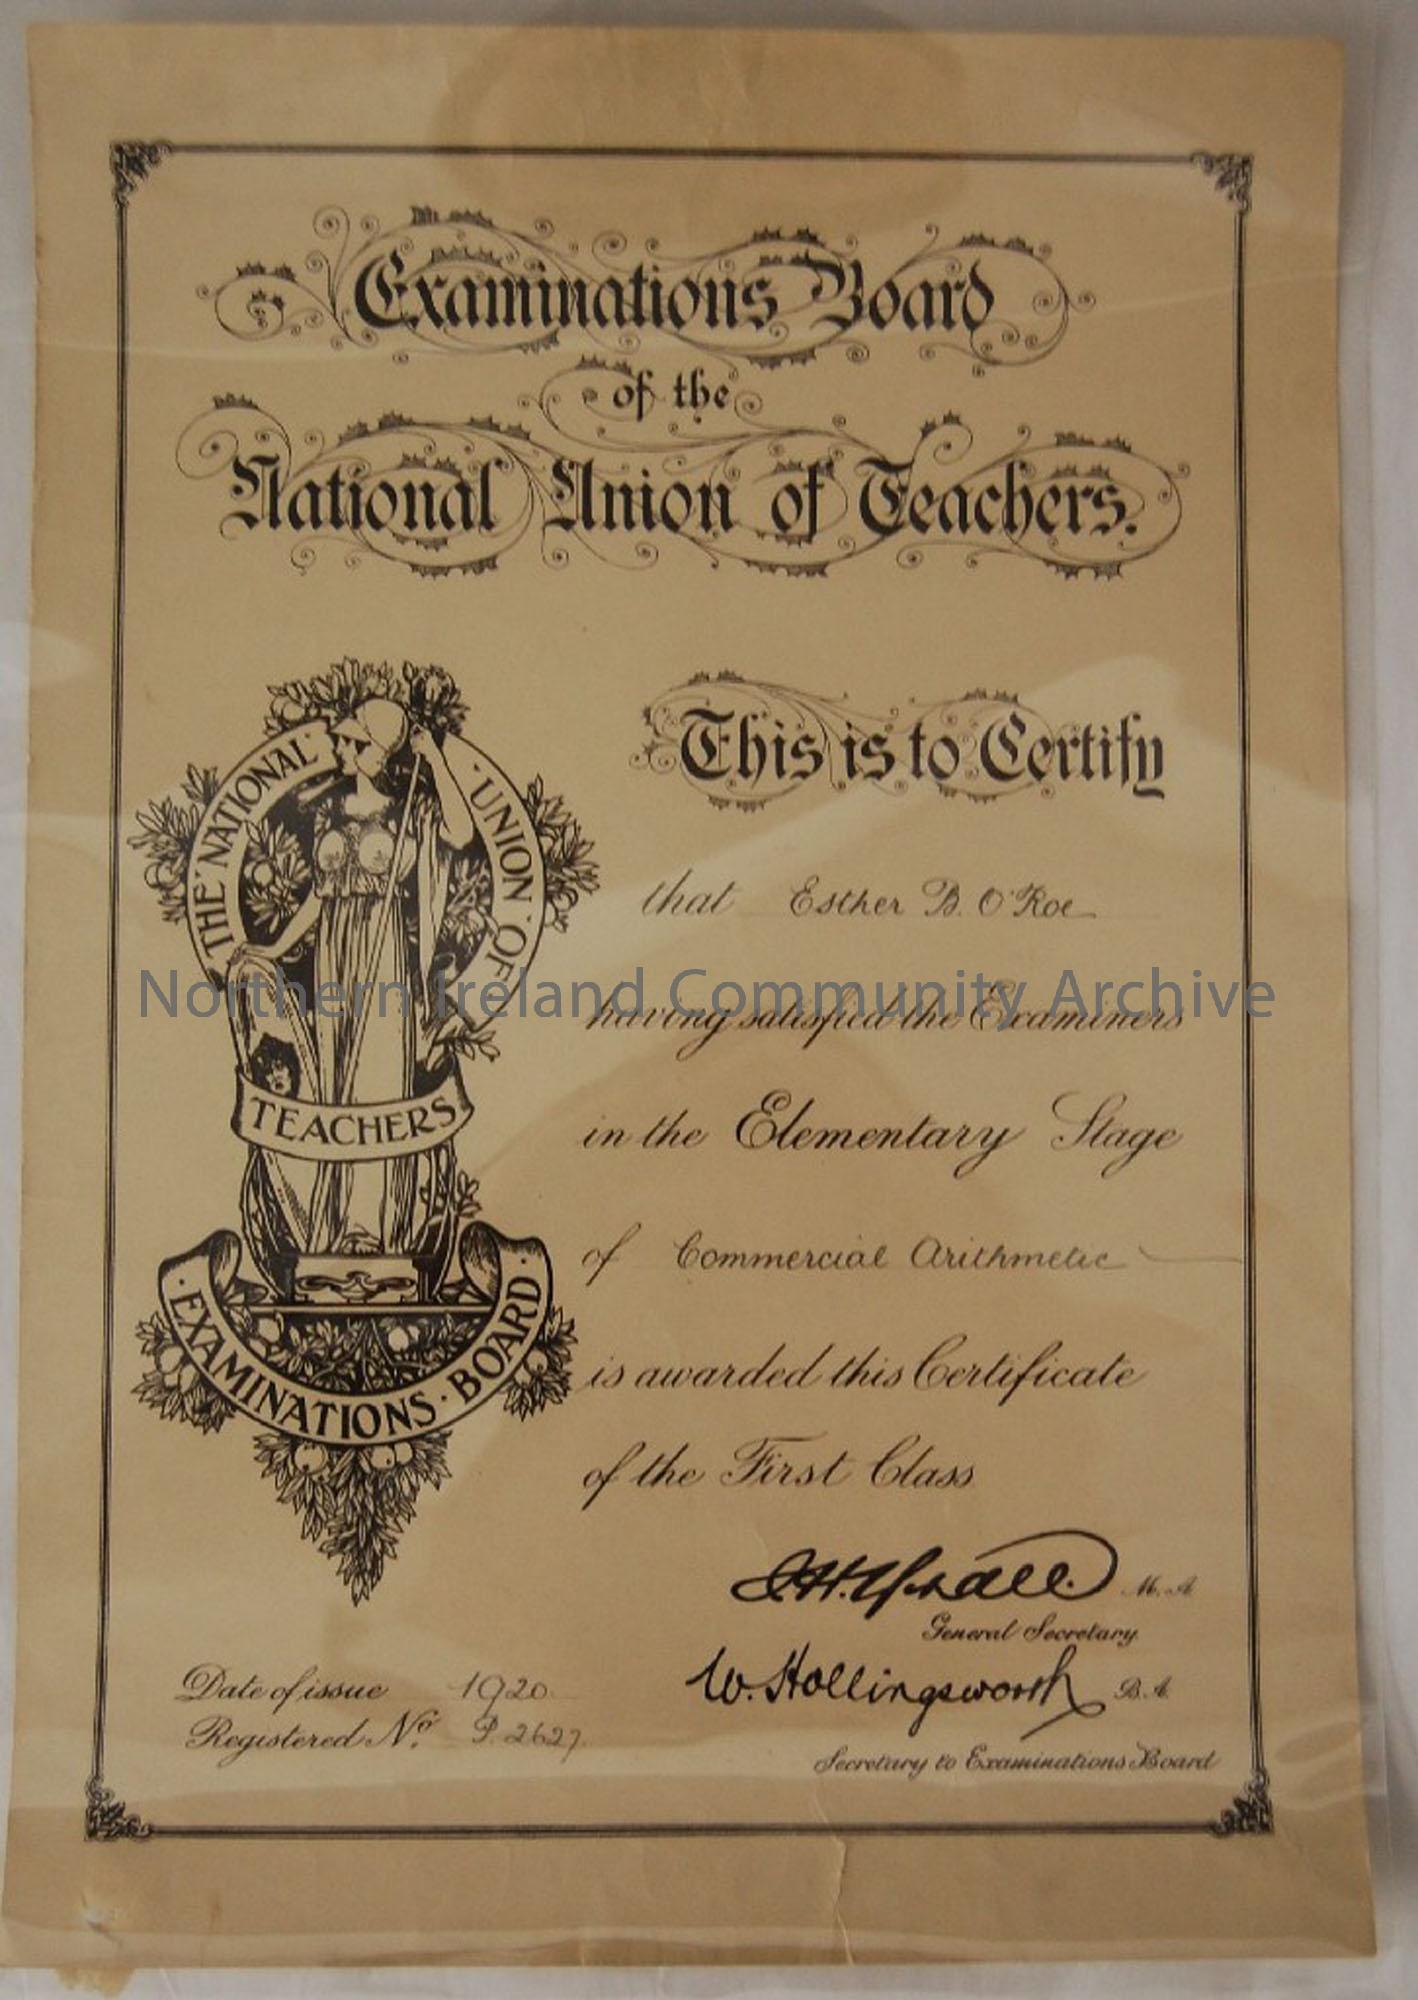 Examinations Board
of the
National Union of Teachers.
This is to Certify
that Esther B. O'Roe
having satisfied the Examiners
in the Elementary Stage
of Commercial Arithmetic
is awarded this Certificate
of the First Class
M. A.
General Secretary.
W. Hollingsworth B. A.
Secretary to Examinations Board
Date of issue 1920.
Registered No. P. 2627.
THE NATIONAL UNION OF
TEACHERS
EXAMINATIONS · BOARD
Northern Ireland Community Archive